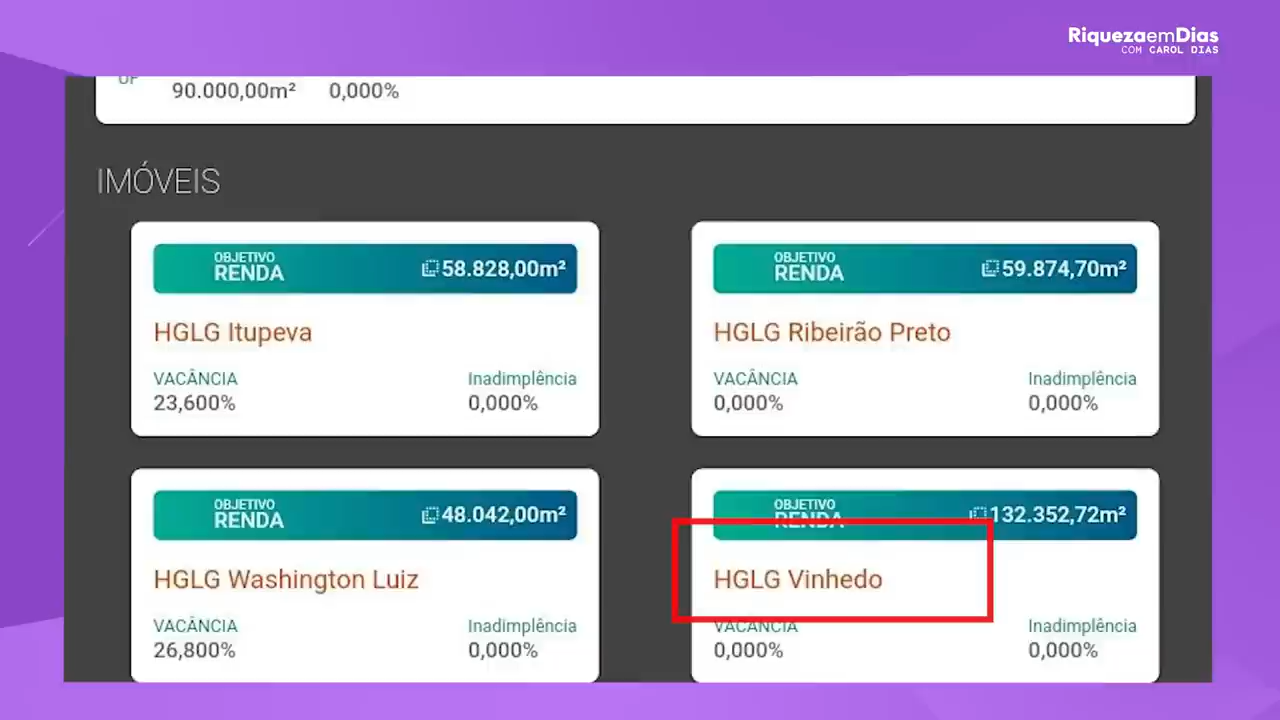 RiquezaemDias
COM CAROL DIAS
UF
90.000,00m² 0,000%
IMÓVEIS
OBJETIVO
RENDA
58.828,00m²
HGLG Itupeva
VACÂNCIA Inadimplência
23,600% 0,000%
OBJETIVO
RENDA
59.874,70m²
HGLG Ribeirão Preto
VACÂNCIA Inadimplência
0,000% 0,000%
OBJETIVO
RENDA
48.042,00m²
HGLG Washington Luiz
VACÂNCIA Inadimplência
26,800% 0,000%
OBJETIVO
RENDA
132.352,72m²
HGLG Vinhedo
VACÂNCIA Inadimplência
0,000% 0,000%